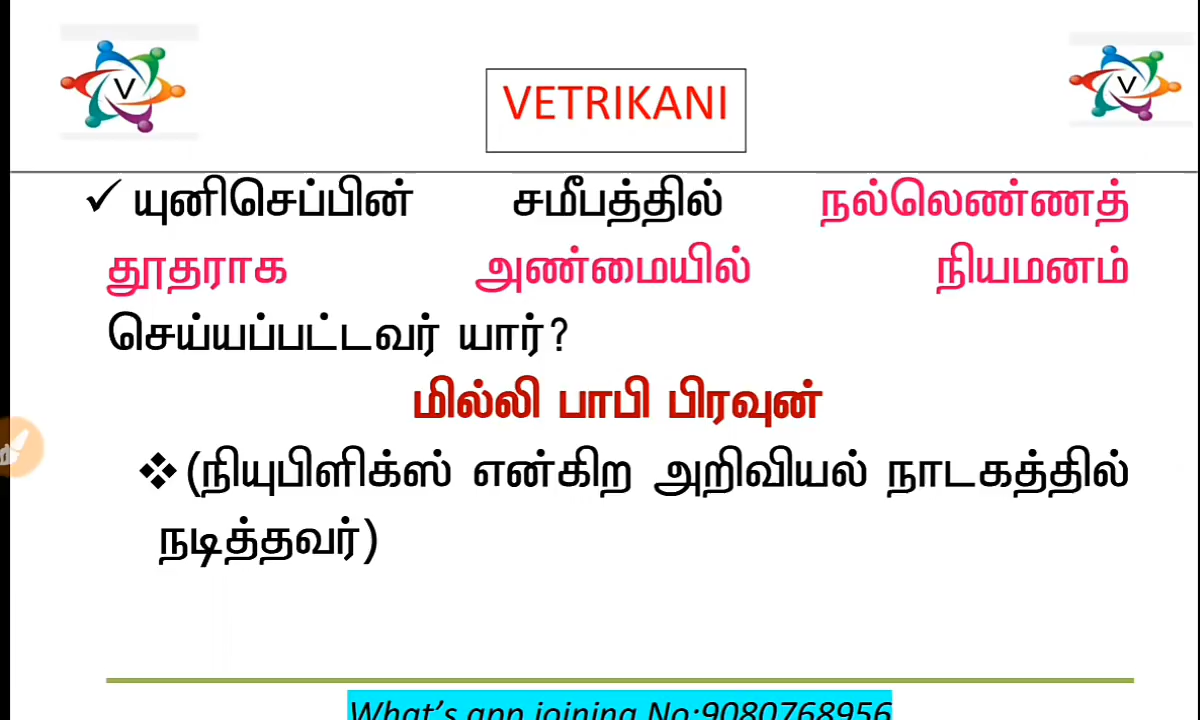 V
VETRIKANI
V
✓ யுனிசெப்பின் சமீபத்தில் நல்லெண்ணத்
தூதராக அண்மையில் நியமனம்
செய்யப்பட்டவர் யார்?
மில்லி பாபி பிரவுன்
❖ (நியுபிளிக்ஸ் என்கிற அறிவியல் நாடகத்தில்
நடித்தவர்)
What's app joining No:9080768956